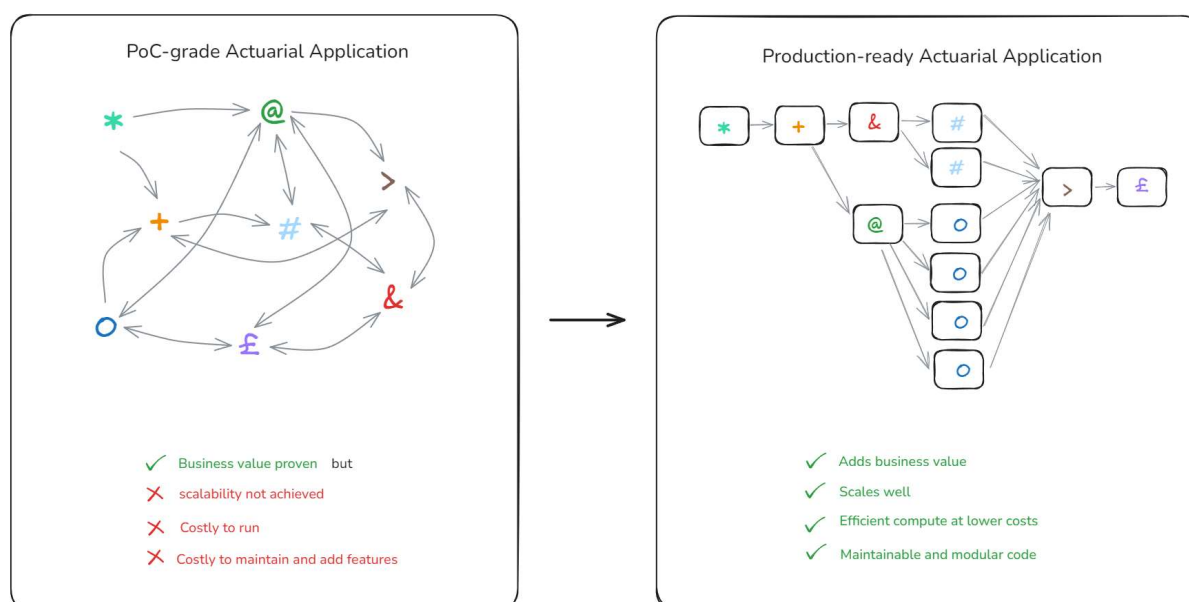 PoC-grade Actuarial Application
* @
>
+ #
&
O £
✓ Business value proven but
✗ scalability not achieved
✗ Costly to run
✗ Costly to maintain and add features
Production-ready Actuarial Application
* + & #
#
> £
@ O
O
O
O
✓ Adds business value
✓ Scales well
✓ Efficient compute at lower costs
✓ Maintainable and modular code